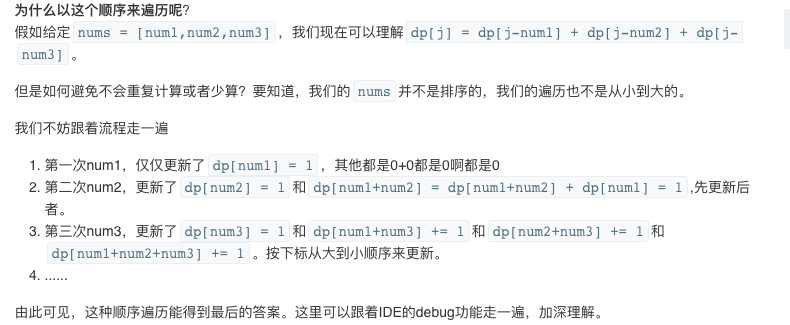 为什么以这个顺序来遍历呢?
假如给定 nums = [num1,num2,num3] ，我们现在可以理解 dp[j] = dp[j-num1] + dp[j-num2] + dp[j-
num3] 。
但是如何避免不会重复计算或者少算？要知道，我们的 nums 并不是排序的，我们的遍历也不是从小到大的。
我们不妨跟着流程走一遍
1. 第一次num1，仅仅更新了 dp[num1] = 1 ，其他都是0+0都是0啊都是0
2. 第二次num2，更新了 dp[num2] = 1 和 dp[num1+num2] = dp[num1+num2] + dp[num1] = 1 ,先更新后
者。
3. 第三次num3，更新了 dp[num3] = 1 和 dp[num1+num3] += 1 和 dp[num2+num3] += 1 和
dp[num1+num2+num3] += 1 。按下标从大到小顺序来更新。
4. ......
由此可见，这种顺序遍历能得到最后的答案。这里可以跟着IDE的debug功能走一遍，加深理解。